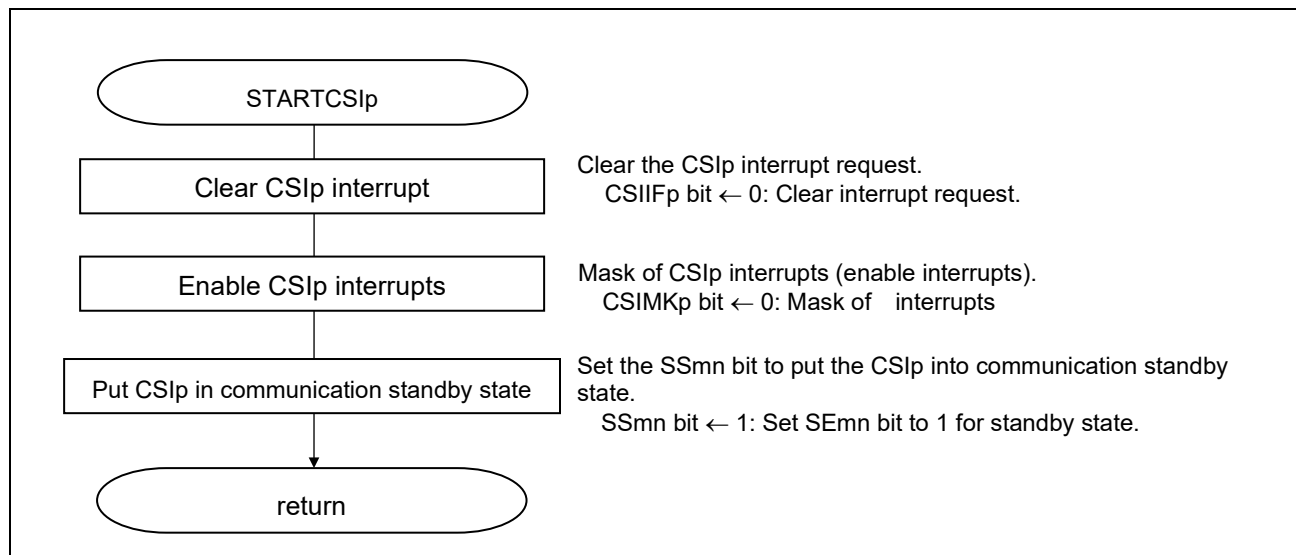 STARTCSIp
Clear CSIp interrupt
Clear the CSIp interrupt request.
CSIIFp bit ← 0: Clear interrupt request.
Enable CSIp interrupts
Mask of CSIp interrupts (enable interrupts).
CSIMKp bit ← 0: Mask of interrupts
Put CSIp in communication standby state
Set the SSmn bit to put the CSIp into communication standby
state.
SSmn bit ← 1: Set SEmn bit to 1 for standby state.
return